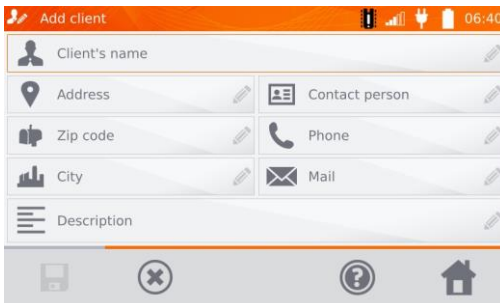 Add client 06:40
Client's name
Address Contact person
Zip code Phone
City Mail
Description